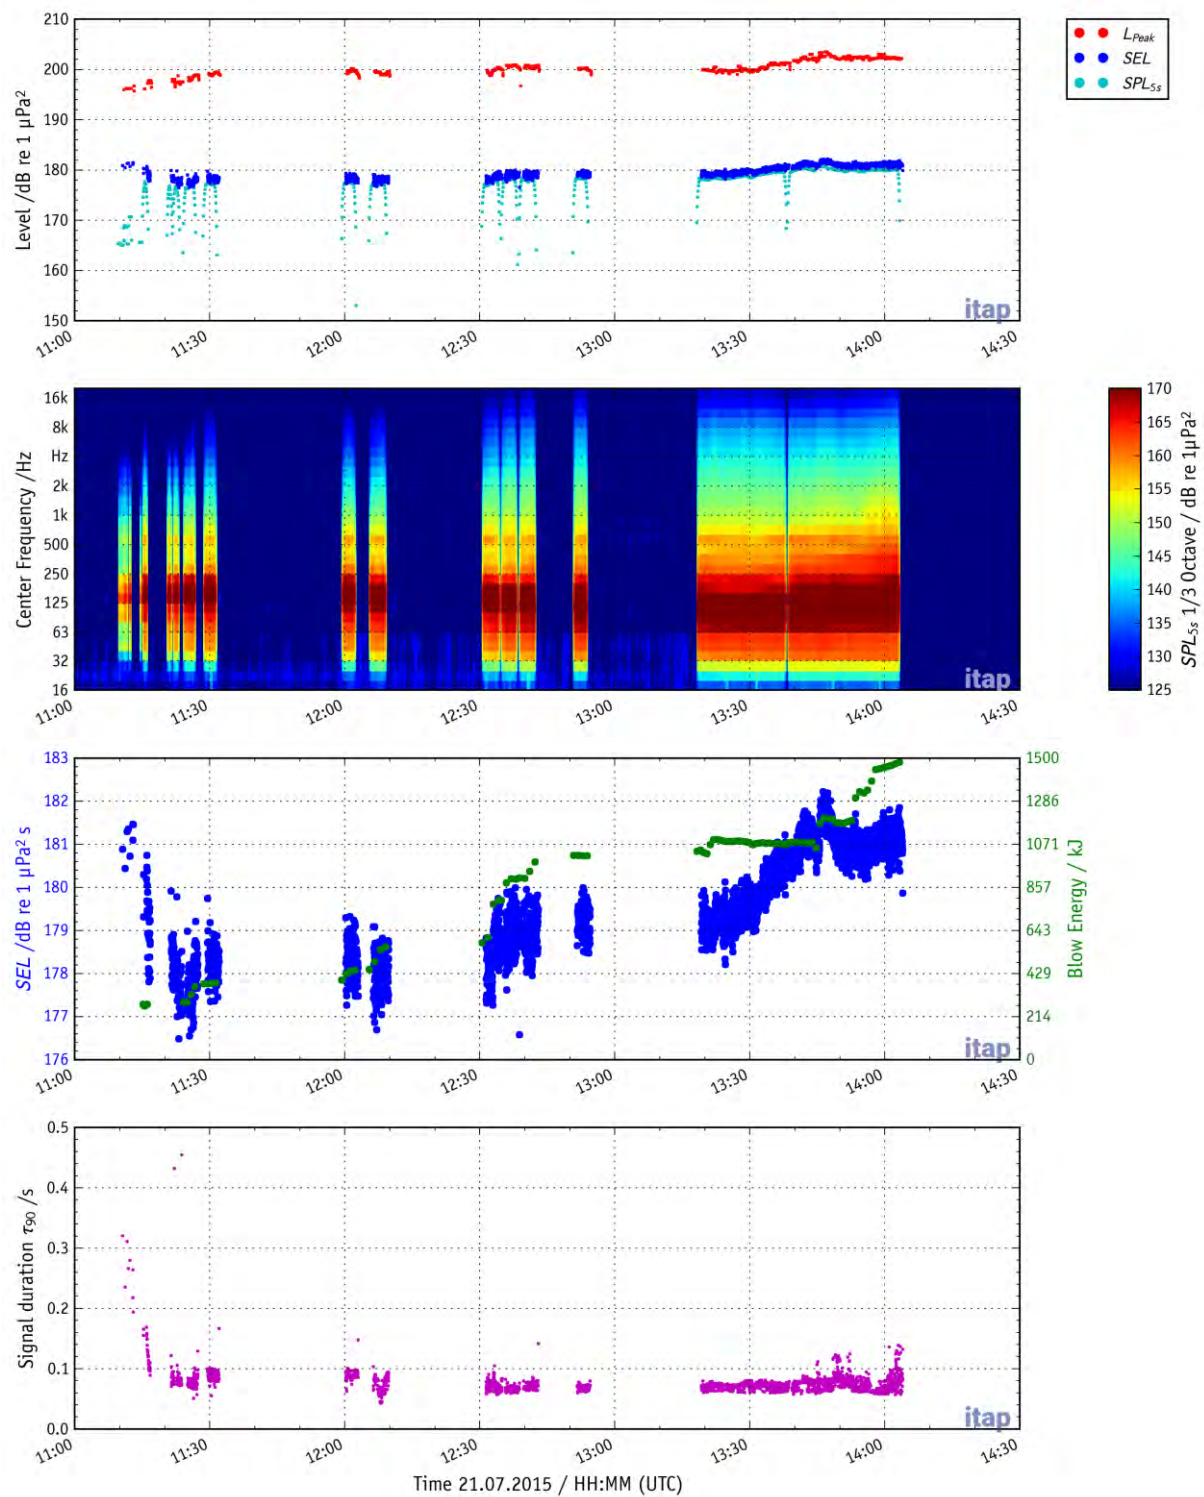 210
200
190
180
170
160
150
Level /dB re 1 µPa²
L_Peak
SEL
SPL_5s
itap
11:00 11:30 12:00 12:30 13:00 13:30 14:00 14:30
16k
8k
Hz
2k
1k
500
250
125
63
32
16
Center Frequency /Hz
itap
11:00 11:30 12:00 12:30 13:00 13:30 14:00 14:30
170
165
160
155
150
145
140
135
130
125
SPL_5s 1/3 Octave / dB re 1µPa²
183
182
181
180
179
178
177
176
SEL /dB re 1 µPa² s
1500
1286
1071
857
643
429
214
0
Blow Energy / kJ
itap
11:00 11:30 12:00 12:30 13:00 13:30 14:00 14:30
0.5
0.4
0.3
0.2
0.1
0.0
Signal duration τ90 /s
itap
11:00 11:30 12:00 12:30 13:00 13:30 14:00 14:30
Time 21.07.2015 / HH:MM (UTC)